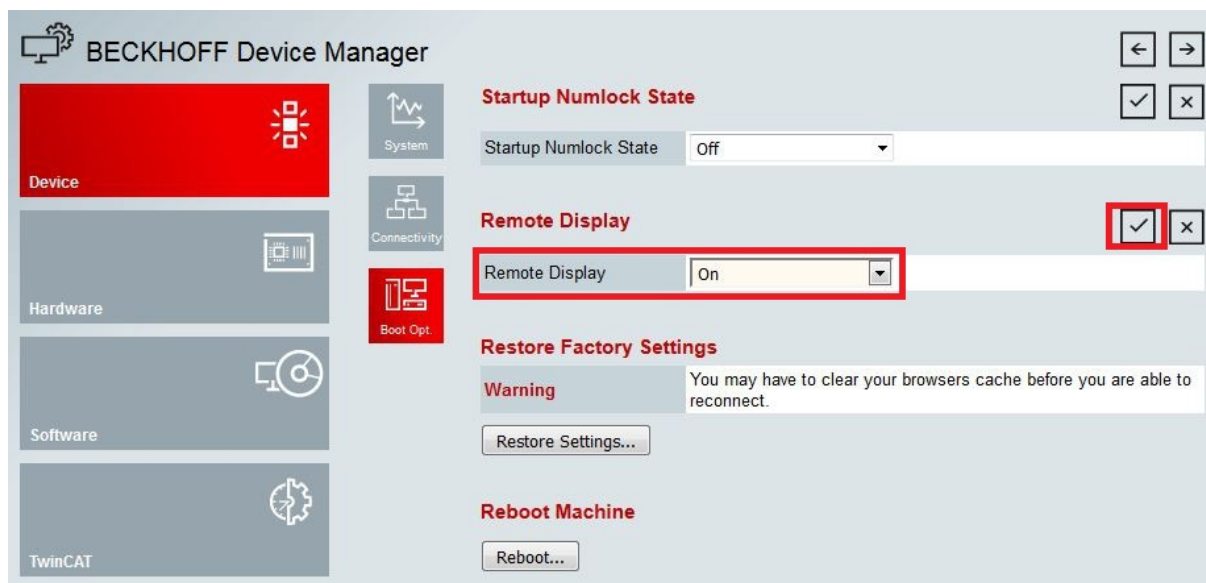 BECKHOFF Device Manager
Device
Hardware
Software
TwinCAT
System
Connectivity
Boot Opt.
Startup Numlock State
Startup Numlock State Off
Remote Display
Remote Display On
Restore Factory Settings
Warning You may have to clear your browsers cache before you are able to
reconnect.
Restore Settings...
Reboot Machine
Reboot...